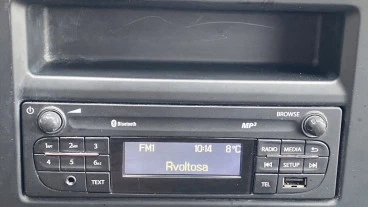 BROWSE
Bluetooth
MP3
FM1 10:14 8°C
Rvoltosa
1 2 3
4 5 6
TEXT
RADIO MEDIA
SETUP
TEL